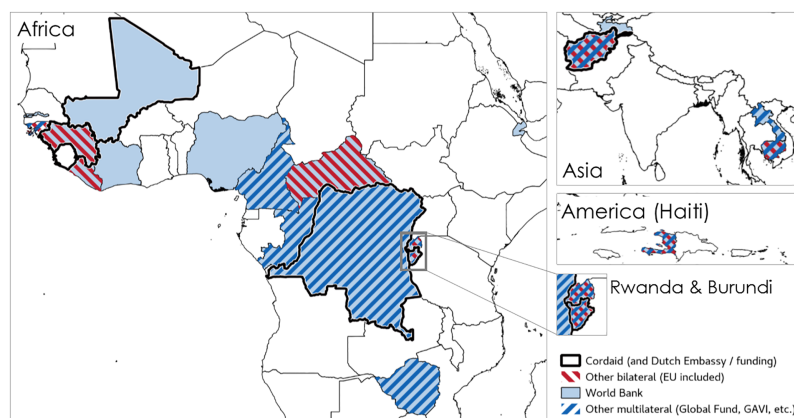 Africa
Asia
America (Haiti)
Rwanda & Burundi
Cordaid (and Dutch Embassy / funding)
Other bilateral (EU included)
World Bank
Other multilateral (Global Fund, GAVI, etc.)